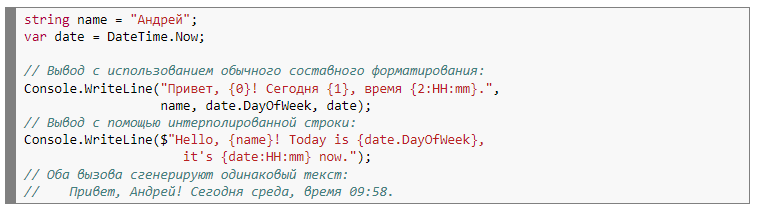 string name = "Андрей";
var date = DateTime.Now;
// Вывод с использованием обычного составного форматирования:
Console.WriteLine("Привет, {0}! Сегодня {1}, время {2:HH:mm}.",
name, date.DayOfWeek, date);
// Вывод с помощью интерполированной строки:
Console.WriteLine($"Hello, {name}! Today is {date.DayOfWeek},
it's {date:HH:mm} now.");
// Оба вызова сгенерируют одинаковый текст:
//    Привет, Андрей! Сегодня среда, время 09:58.